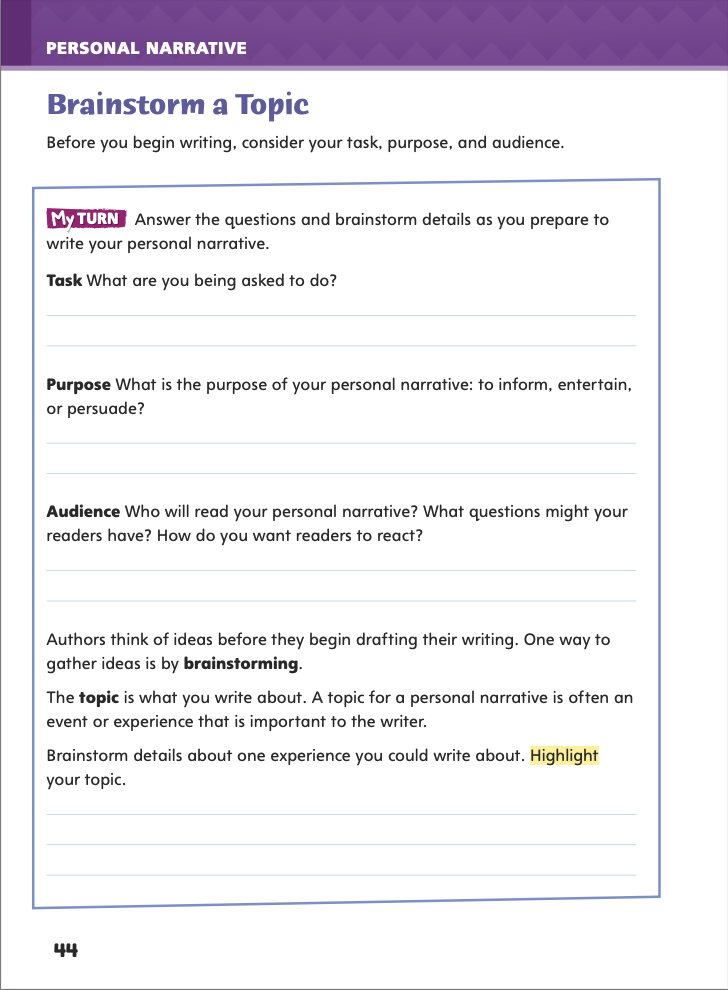 PERSONAL NARRATIVE
Brainstorm a Topic
Before you begin writing, consider your task, purpose, and audience.
My TURN Answer the questions and brainstorm details as you prepare to
write your personal narrative.
Task What are you being asked to do?
Purpose What is the purpose of your personal narrative: to inform, entertain,
or persuade?
Audience Who will read your personal narrative? What questions might your
readers have? How do you want readers to react?
Authors think of ideas before they begin drafting their writing. One way to
gather ideas is by brainstorming.
The topic is what you write about. A topic for a personal narrative is often an
event or experience that is important to the writer.
Brainstorm details about one experience you could write about. Highlight
your topic.
44